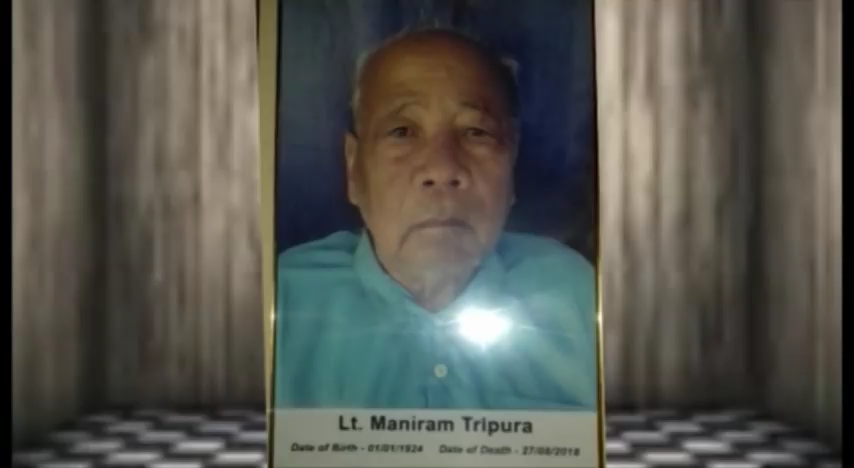 Lt. Maniram Tripura
Date of Birth - 01/01/1924 Date of Death - 27/08/2018